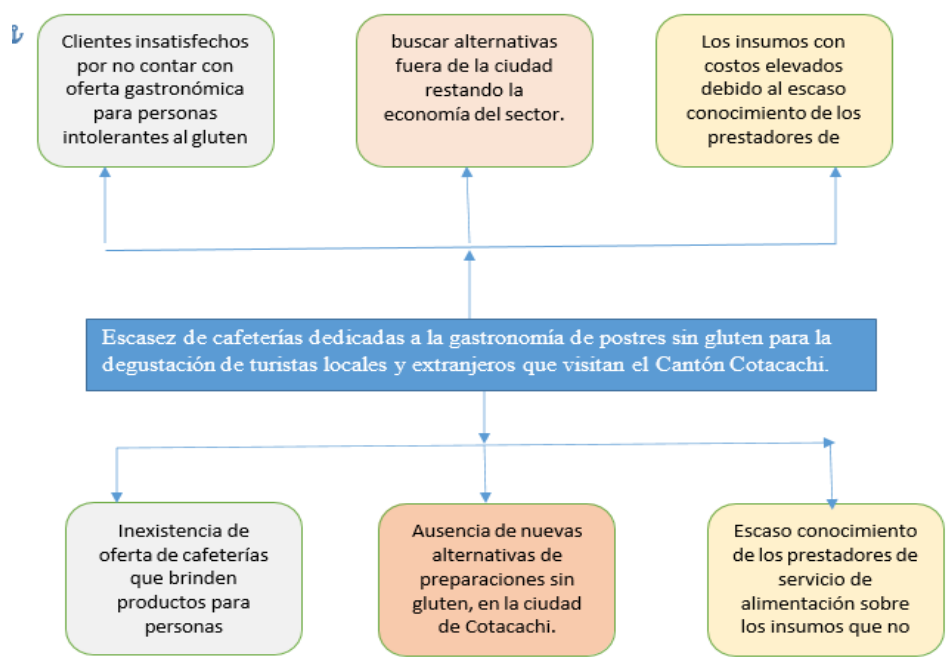 Clientes insatisfechos
por no contar con
oferta gastronómica
para personas
intolerantes al gluten
buscar alternativas
fuera de la ciudad
restando la
economía del sector.
Los insumos con
costos elevados
debido al escaso
conocimiento de los
prestadores de
Escasez de cafeterías dedicadas a la gastronomía de postres sin gluten para la
degustación de turistas locales y extranjeros que visitan el Cantón Cotacachi.
Inexistencia de
oferta de cafeterías
que brinden
productos para
personas
Ausencia de nuevas
alternativas de
preparaciones sin
gluten, en la ciudad
de Cotacachi.
Escaso conocimiento
de los prestadores de
servicio de
alimentación sobre
los insumos que no